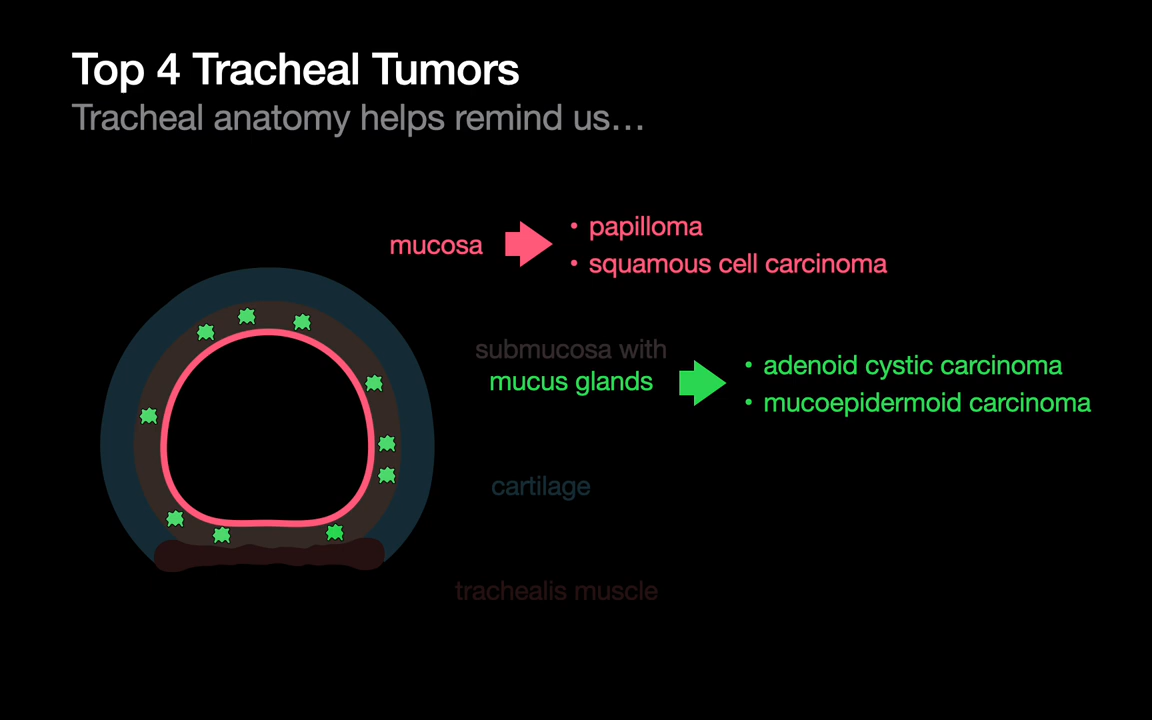 Top 4 Tracheal Tumors
Tracheal anatomy helps remind us…
mucosa
• papilloma
• squamous cell carcinoma
submucosa with
mucus glands
• adenoid cystic carcinoma
• mucoepidermoid carcinoma
cartilage
trachealis muscle